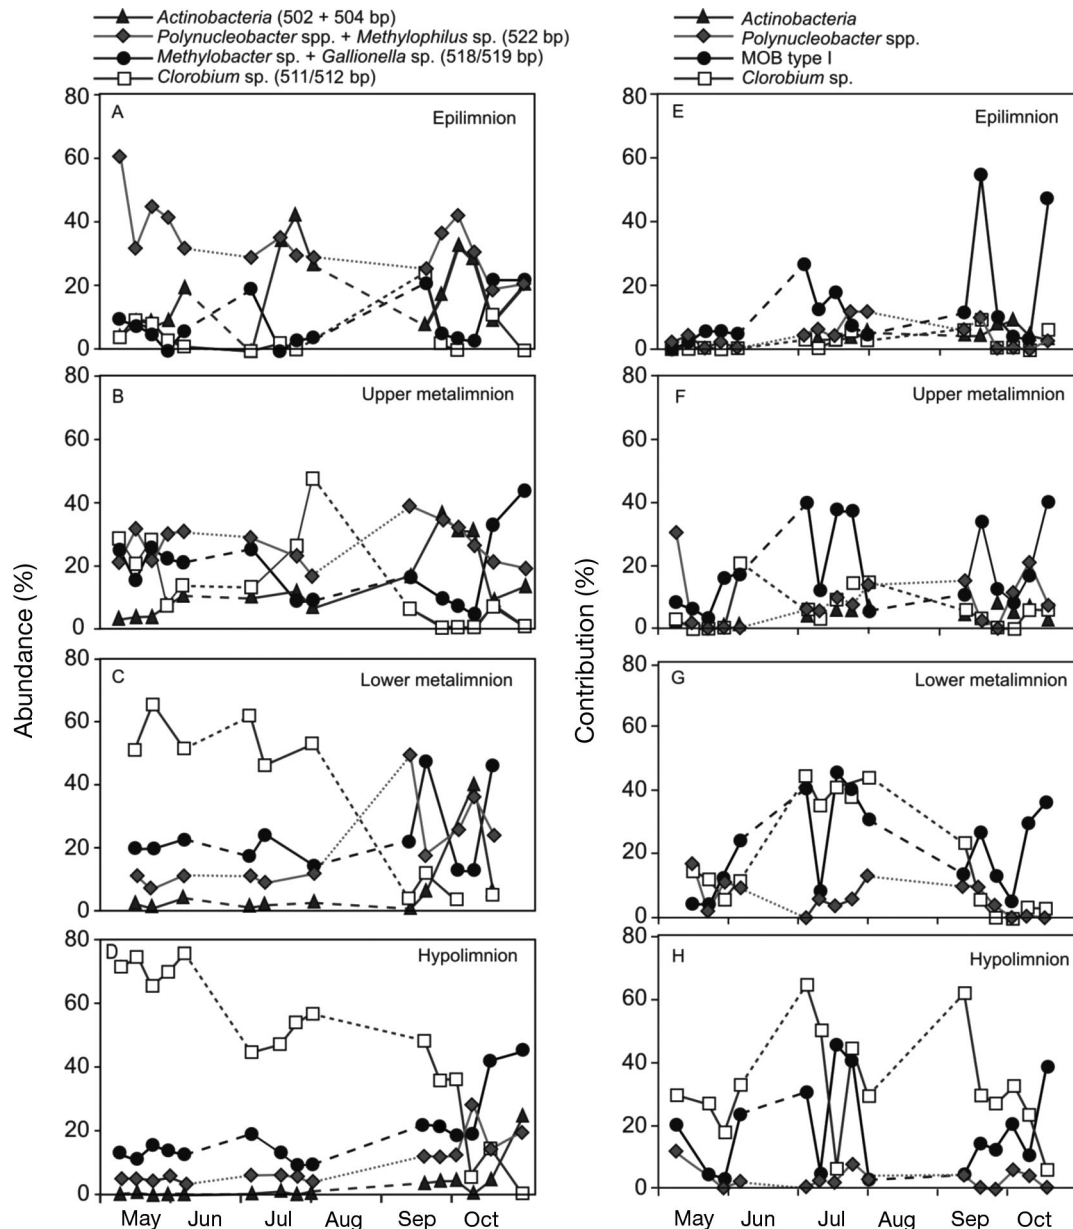 Actinobacteria (502 + 504 bp)
Polynucleobacter spp. + Methylophilus sp. (522 bp)
Methylobacter sp. + Gallionella sp. (518/519 bp)
Clorobium sp. (511/512 bp)
Actinobacteria
Polynucleobacter spp.
MOB type I
Clorobium sp.
Abundance (%)
80
60
40
20
0
A
Epilimnion
80
60
40
20
0
B
Upper metalimnion
80
60
40
20
0
C
Lower metalimnion
80
60
40
20
0
D
Hypolimnion
May Jun Jul Aug Sep Oct
Contribution (%)
80
60
40
20
0
E
Epilimnion
80
60
40
20
0
F
Upper metalimnion
80
60
40
20
0
G
Lower metalimnion
80
60
40
20
0
H
Hypolimnion
May Jun Jul Aug Sep Oct